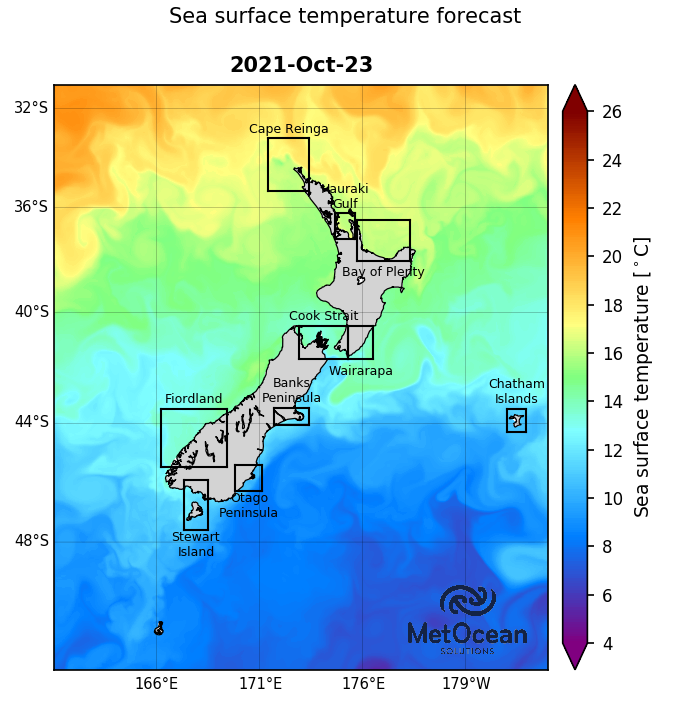 Sea surface temperature forecast
2021-Oct-23
32°S
36°S
40°S
44°S
48°S
Cape Reinga
Hauraki
Gulf
Bay of Plenty
Cook Strait
Wairarapa
Banks
Peninsula
Fiordland
Chatham
Islands
Otago
Peninsula
Stewart
Island
MetOcean
SOLUTIONS
166°E
171°E
176°E
179°W
26
24
22
20
18
16
14
12
10
8
6
4
Sea surface temperature [°C]